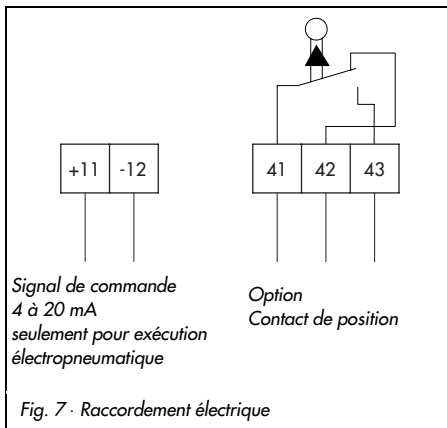 +11 -12 41 42 43
Signal de commande
4 à 20 mA
seulement pour exécution
électropneumatique
Option
Contact de position
Fig. 7 · Raccordement électrique